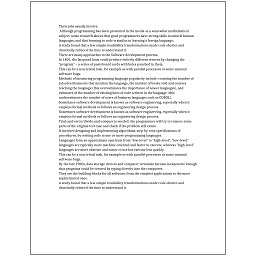 Their jobs usually involve:
Although programming has been presented in the media as a somewhat mathematical
subject, some research shows that good programmers have strong skills in natural human
languages, and that learning to code is similar to learning a foreign language.
A study found that a few simple readability transformations made code shorter and
drastically reduced the time to understand it.
There are many approaches to the Software development process.
In 1801, the Jacquard loom could produce entirely different weaves by changing the
"program" – a series of pasteboard cards with holes punched in them.
This can be a non-trivial task, for example as with parallel processes or some unusual
software bugs.
Methods of measuring programming language popularity include: counting the number of
job advertisements that mention the language, the number of books sold and courses
teaching the language (this overestimates the importance of newer languages), and
estimates of the number of existing lines of code written in the language (this
underestimates the number of users of business languages such as COBOL).
Sometimes software development is known as software engineering, especially when it
employs formal methods or follows an engineering design process.
Sometimes software development is known as software engineering, especially when it
employs formal methods or follows an engineering design process.
Trial-and-error/divide-and-conquer is needed: the programmer will try to remove some
parts of the original test case and check if the problem still exists.
It involves designing and implementing algorithms, step-by-step specifications of
procedures, by writing code in one or more programming languages.
Languages form an approximate spectrum from "low-level" to "high-level"; "low-level"
languages are typically more machine-oriented and faster to execute, whereas "high-level"
languages are more abstract and easier to use but execute less quickly.
This can be a non-trivial task, for example as with parallel processes or some unusual
software bugs.
By the late 1960s, data storage devices and computer terminals became inexpensive enough
that programs could be created by typing directly into the computers.
They are the building blocks for all software, from the simplest applications to the most
sophisticated ones.
A study found that a few simple readability transformations made code shorter and
drastically reduced the time to understand it.